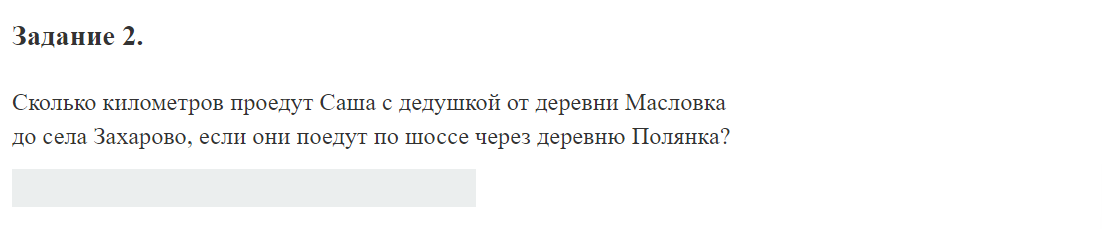 Задание 2.
Сколько километров проедут Саша с дедушкой от деревни Масловка
до села Захарово, если они поедут по шоссе через деревню Полянка?